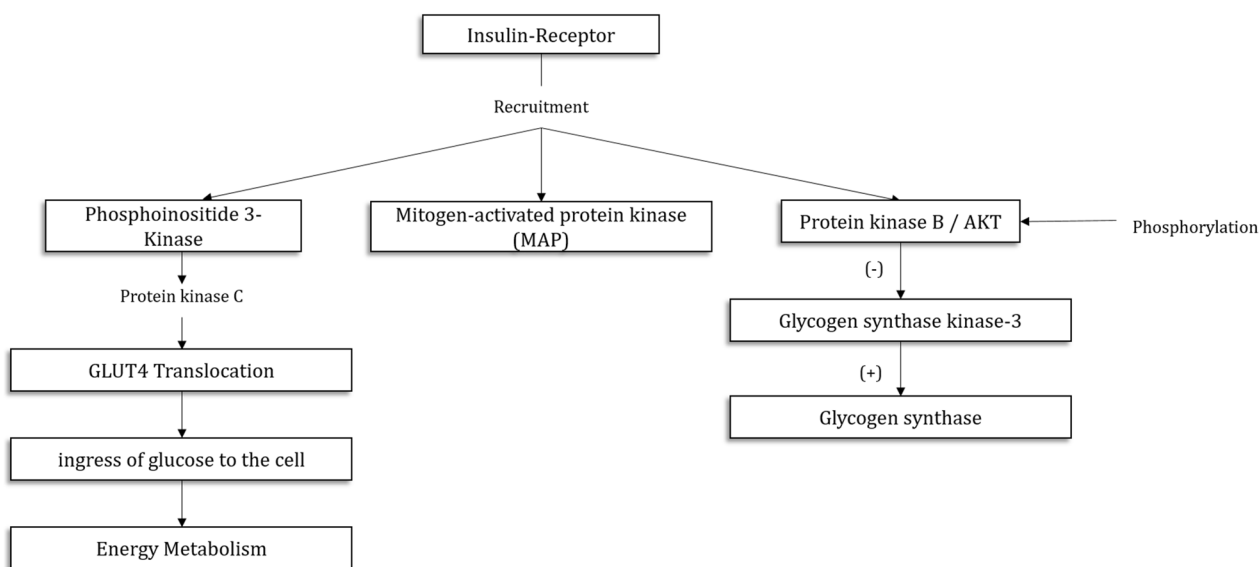 Insulin-Receptor
Recruitment
Phosphoinositide 3-
Kinase
Mitogen-activated protein kinase
(MAP)
Protein kinase B / AKT
Phosphorylation
Protein kinase C
(-)
Glycogen synthase kinase-3
GLUT4 Translocation
(+)
Glycogen synthase
ingress of glucose to the cell
Energy Metabolism